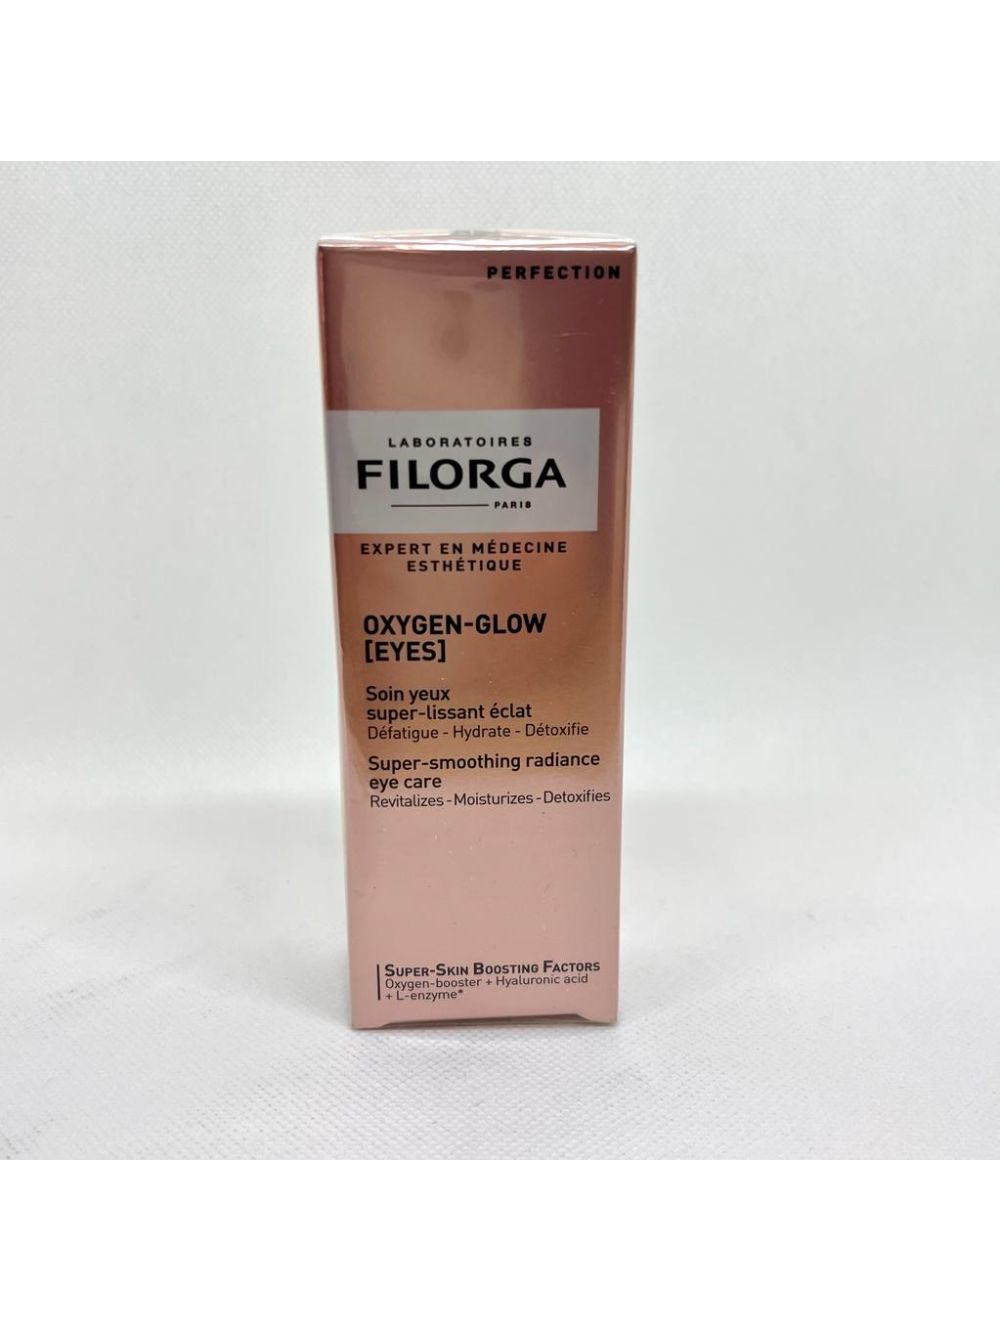 PERFECTION
LABORATOIRES
FILORGA
PARIS
EXPERT EN MÉDECINE
ESTHÉTIQUE
OXYGEN-GLOW
[EYES]
Soin yeux
super-lissant éclat
Défatigue - Hydrate - Détoxifie
Super-smoothing radiance
eye care
Revitalizes - Moisturizes - Detoxifies
SUPER-SKIN BOOSTING FACTORS
Oxygen-booster + Hyaluronic acid
+ L-enzyme*